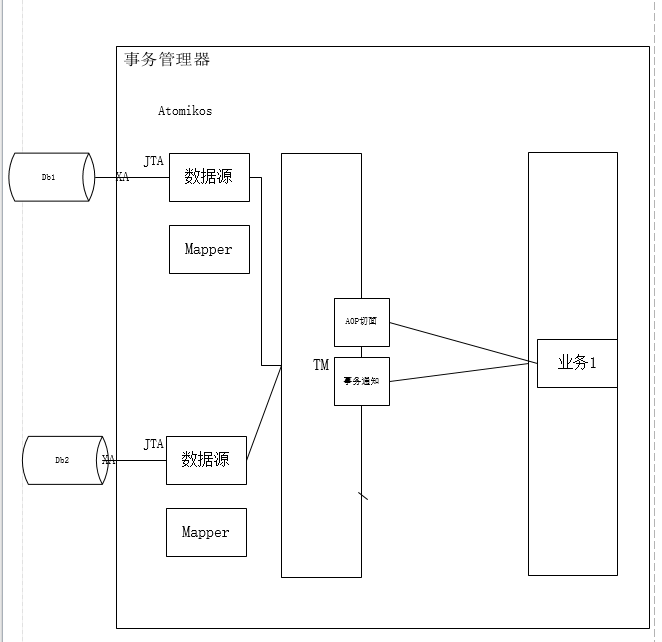 事务管理器
Atomikos
Db1
XA
JTA
数据源
Mapper
AOP切面
TM
事务通知
业务1
Db2
XA
JTA
数据源
Mapper